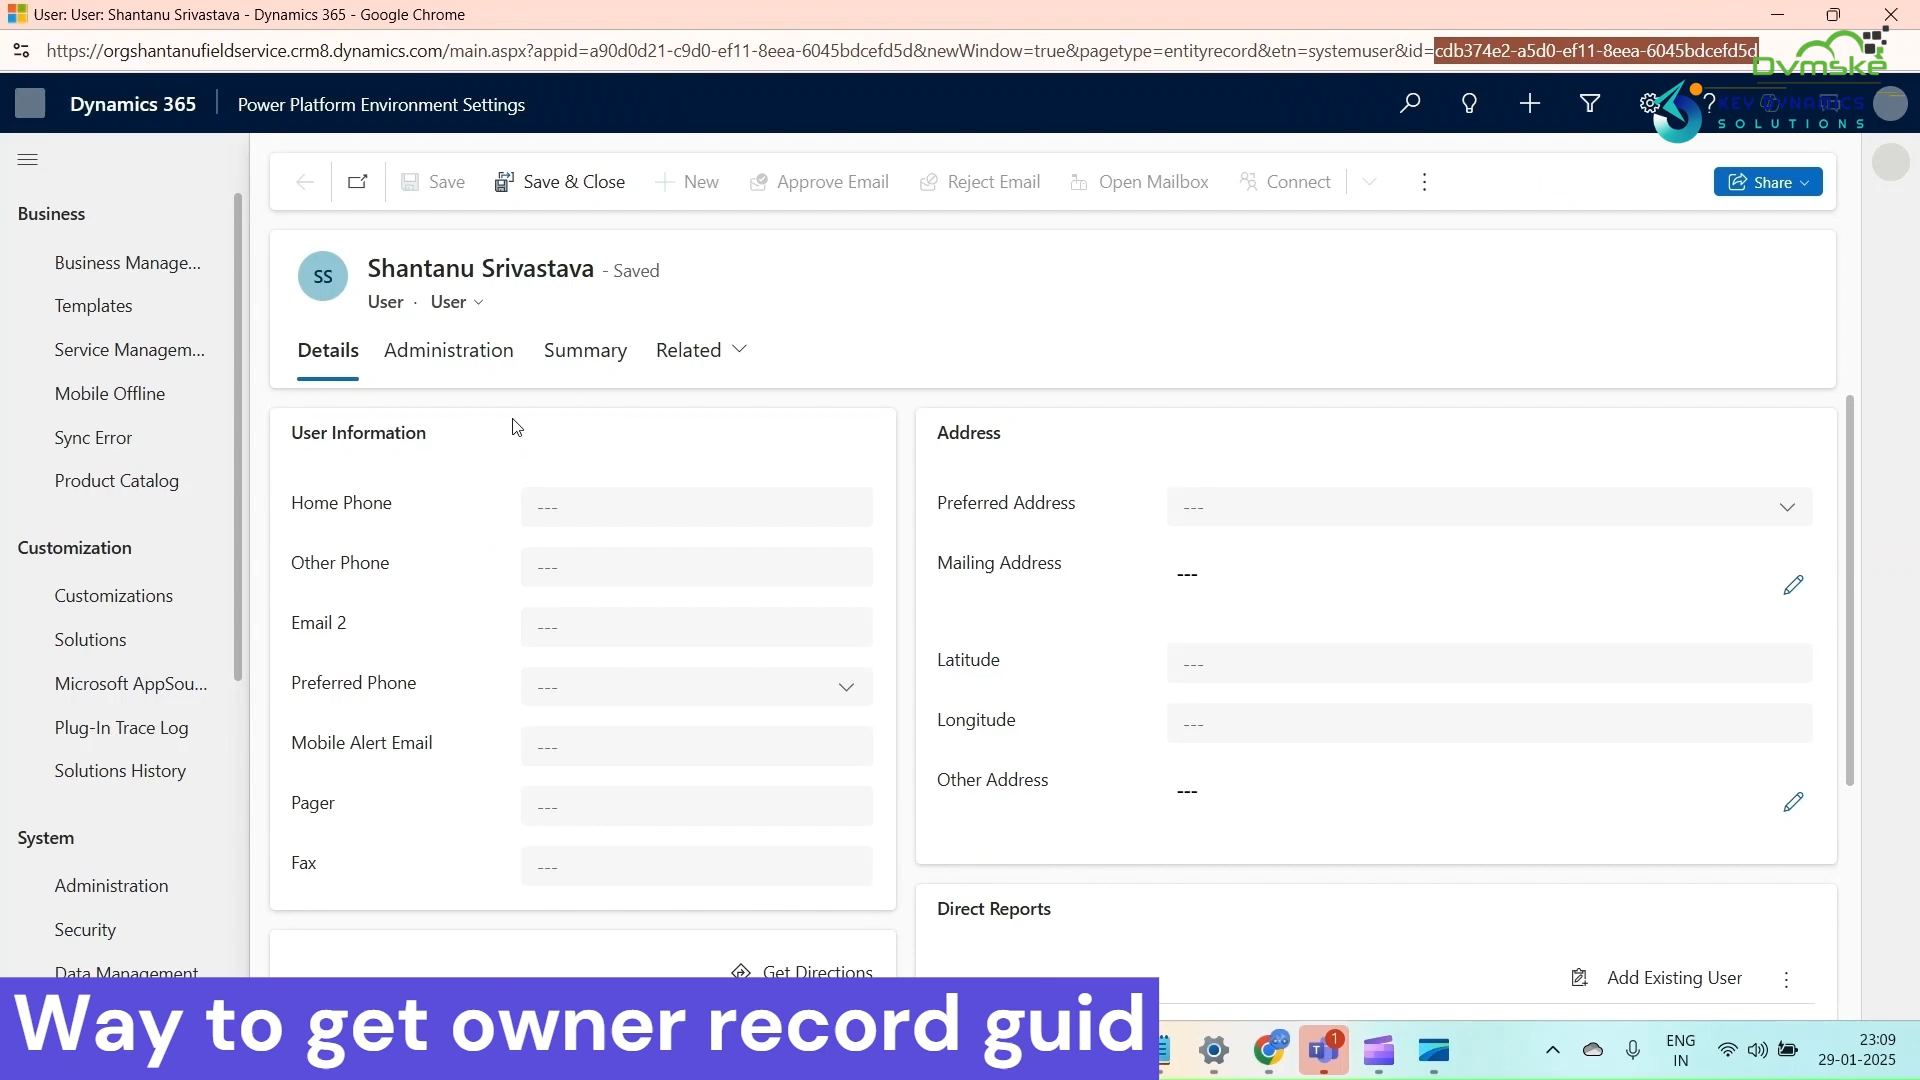 User: User: Shantanu Srivastava - Dynamics 365 - Google Chrome
https://orgshantanufieldservice.crm8.dynamics.com/main.aspx?appid=a90d0d21-c9d0-ef11-8eea-6045bdcefd5d&newWindow=true&pagetype=entityrecord&etn=systemuser&id=cdb374e2-a5d0-ef11-8eea-6045bdcefd5d
Dvmske
Dynamics 365
Power Platform Environment Settings
KEY DYNAMICS
SOLUTIONS
Save
Save & Close
New
Approve Email
Reject Email
Open Mailbox
Connect
Share
Business
Business Manage...
Templates
Service Managem...
Mobile Offline
Sync Error
Product Catalog
Customization
Customizations
Solutions
Microsoft AppSou...
Plug-In Trace Log
Solutions History
System
Administration
Security
Data Management
SS
Shantanu Srivastava - Saved
User · User
Details
Administration
Summary
Related
User Information
Home Phone ---
Other Phone ---
Email 2 ---
Preferred Phone ---
Mobile Alert Email ---
Pager ---
Fax ---
Get Directions
Address
Preferred Address ---
Mailing Address ---
Latitude ---
Longitude ---
Other Address ---
Direct Reports
Add Existing User
Way to get owner record guid
1
ENG
IN
23:09
29-01-2025